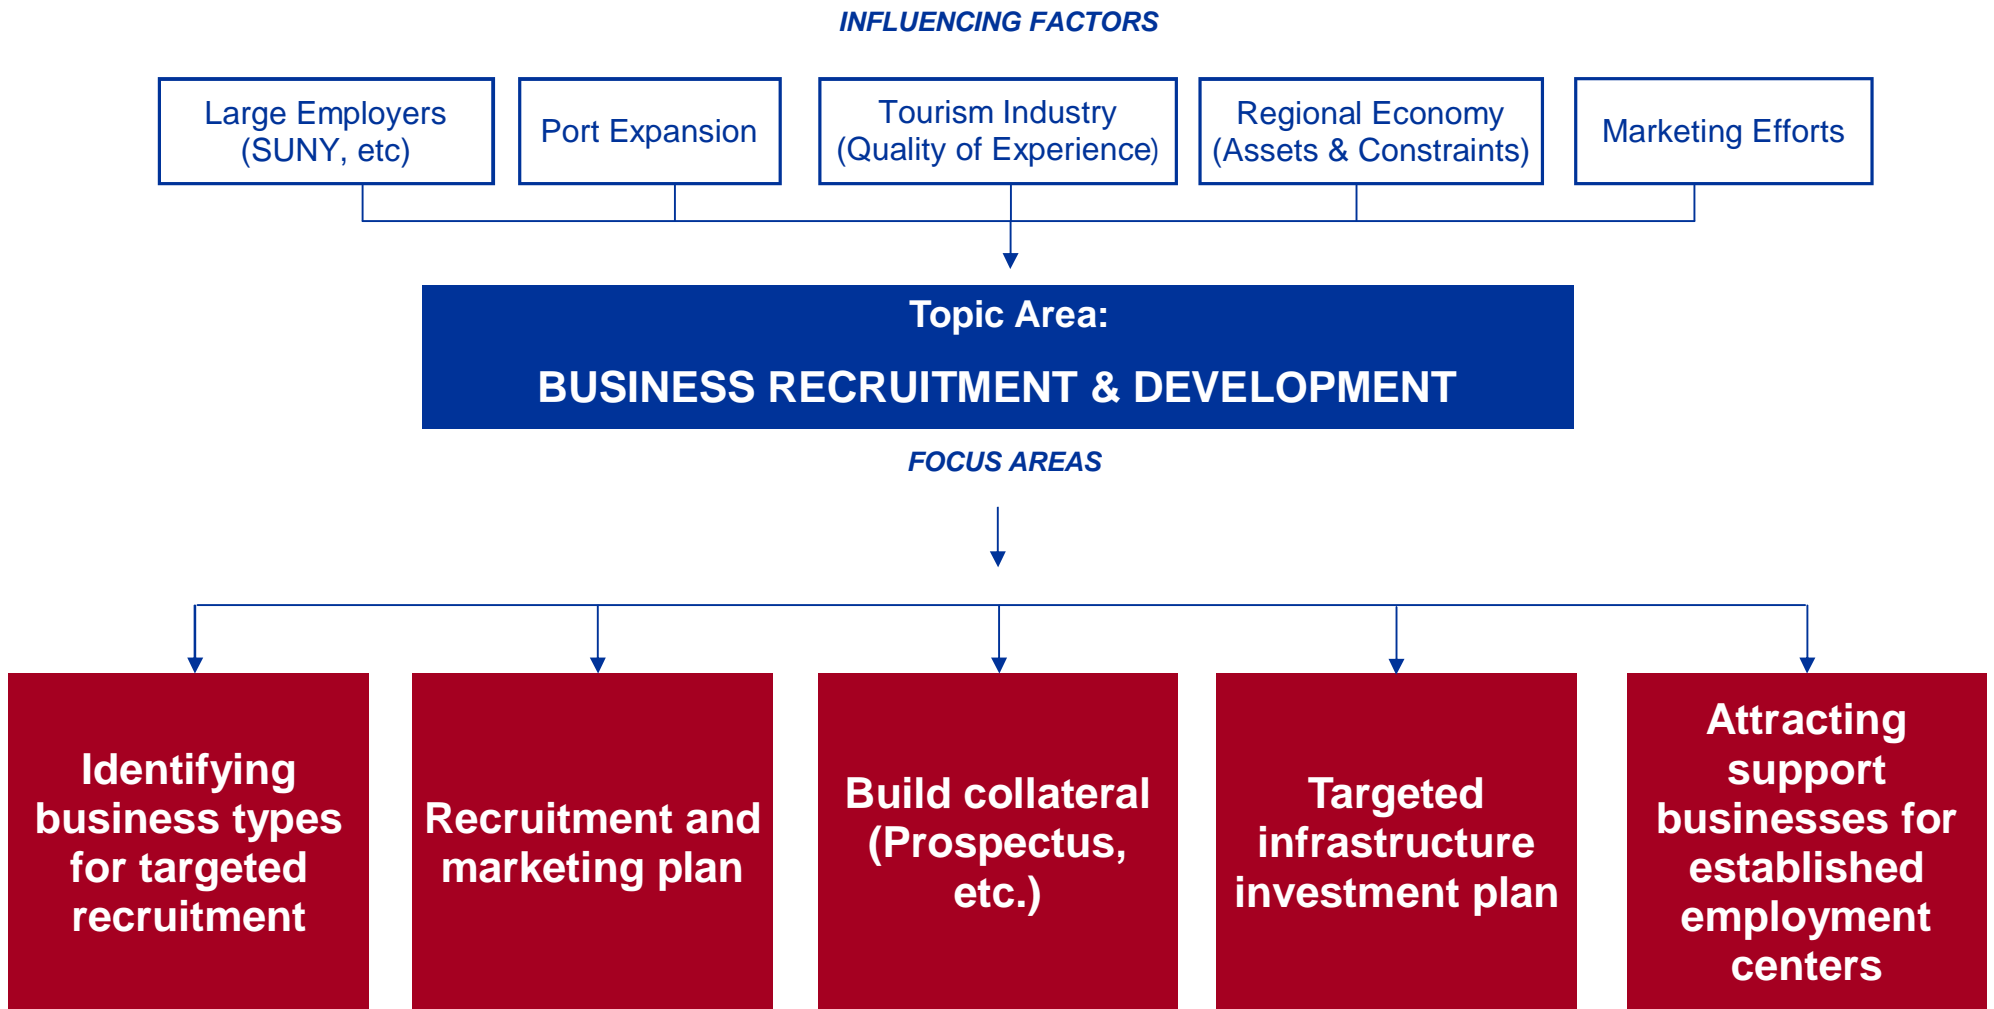 INFLUENCING FACTORS
Large Employers
(SUNY, etc)
Port Expansion
Tourism Industry
(Quality of Experience)
Regional Economy
(Assets & Constraints)
Marketing Efforts
Topic Area:
BUSINESS RECRUITMENT & DEVELOPMENT
FOCUS AREAS
Identifying
business types
for targeted
recruitment
Recruitment and
marketing plan
Build collateral
(Prospectus,
etc.)
Targeted
infrastructure
investment plan
Attracting
support
businesses for
established
employment
centers